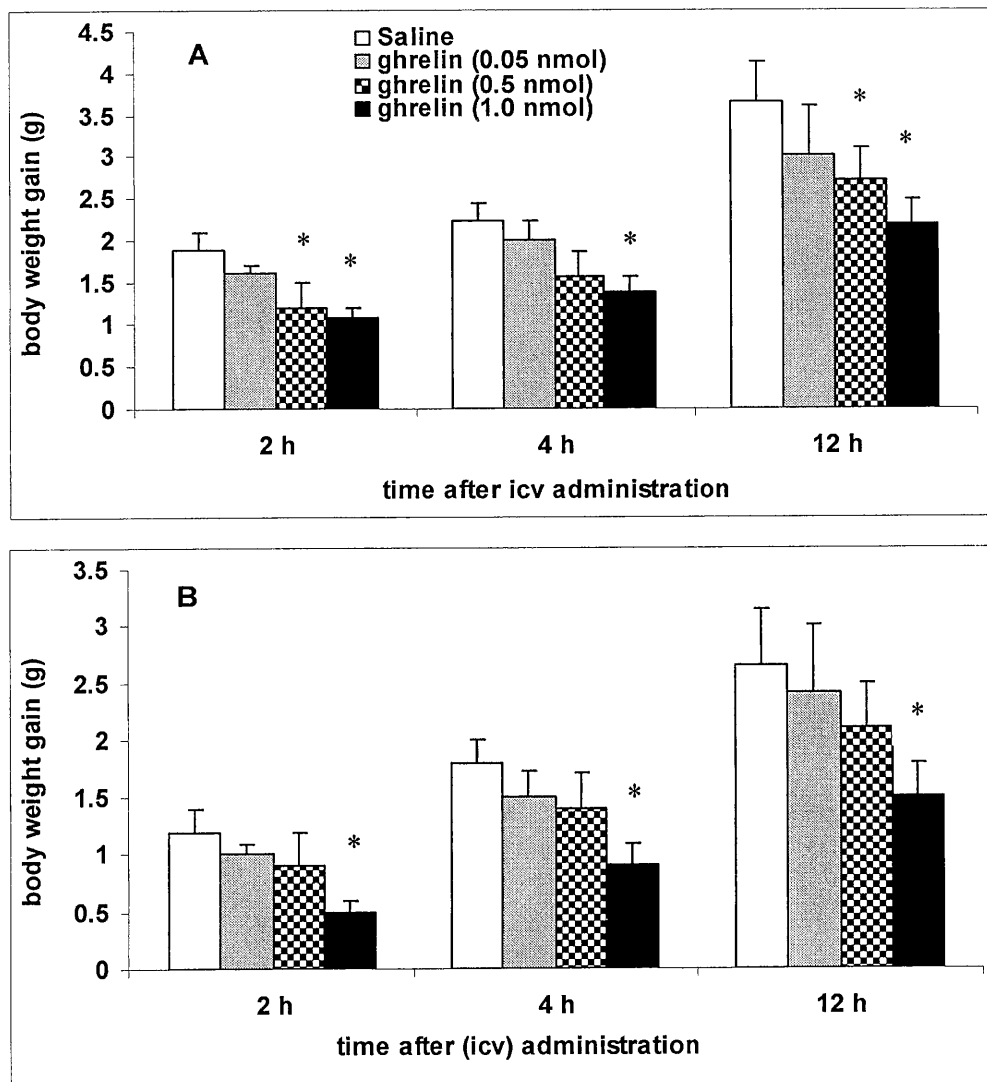 A
Saline
ghrelin (0.05 nmol)
ghrelin (0.5 nmol)
ghrelin (1.0 nmol)
body weight gain (g)
4.5
4
3.5
3
2.5
2
1.5
1
0.5
0
* * * * *
2 h 4 h 12 h
time after icv administration
B
body weight gain (g)
3.5
3
2.5
2
1.5
1
0.5
0
* * *
2 h 4 h 12 h
time after (icv) administration